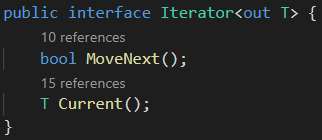 public interface Iterator<out T> {
10 references
bool MoveNext();
15 references
T Current();
}